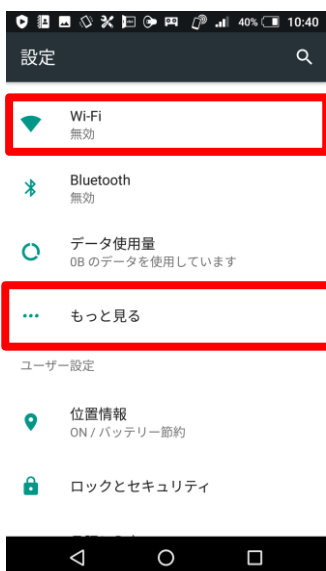 40% 10:40
設定
Wi-Fi
無効
Bluetooth
無効
データ使用量
0B のデータを使用しています
もっと見る
ユーザー設定
位置情報
ON / バッテリー節約
ロックとセキュリティ